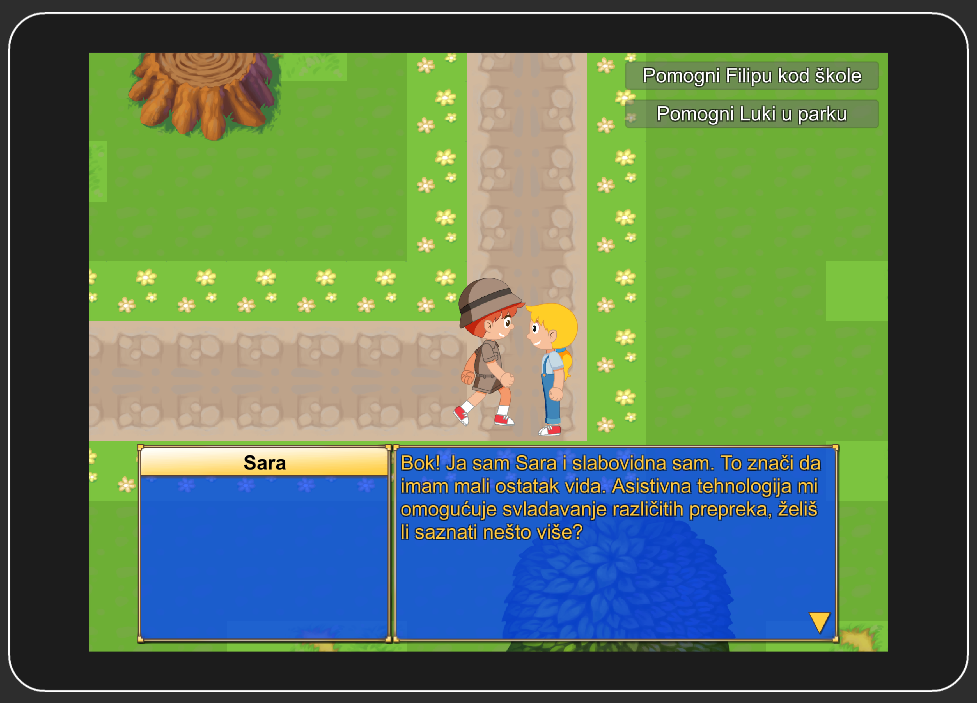 Pomogni Filipu kod škole
Pomogni Luki u parku
Sara
Bok! Ja sam Sara i slabovidna sam. To znači da
imam mali ostatak vida. Asistivna tehnologija mi
omogućuje svladavanje različitih prepreka, želiš
li saznati nešto više?